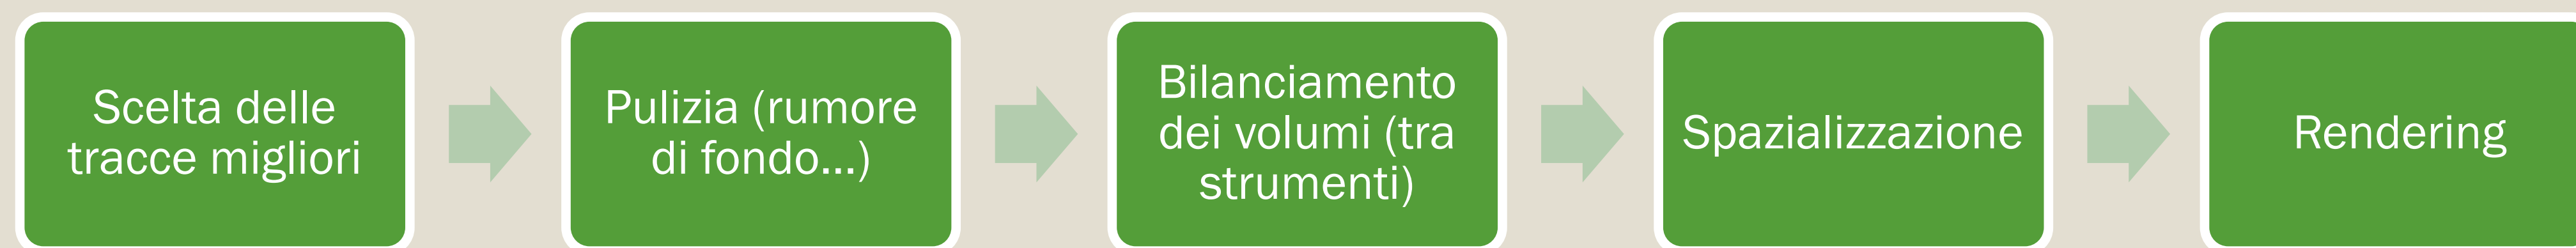 Scelta delle
tracce migliori
Pulizia (rumore
di fondo...)
Bilanciamento
dei volumi (tra
strumenti)
Spazializzazione
Rendering